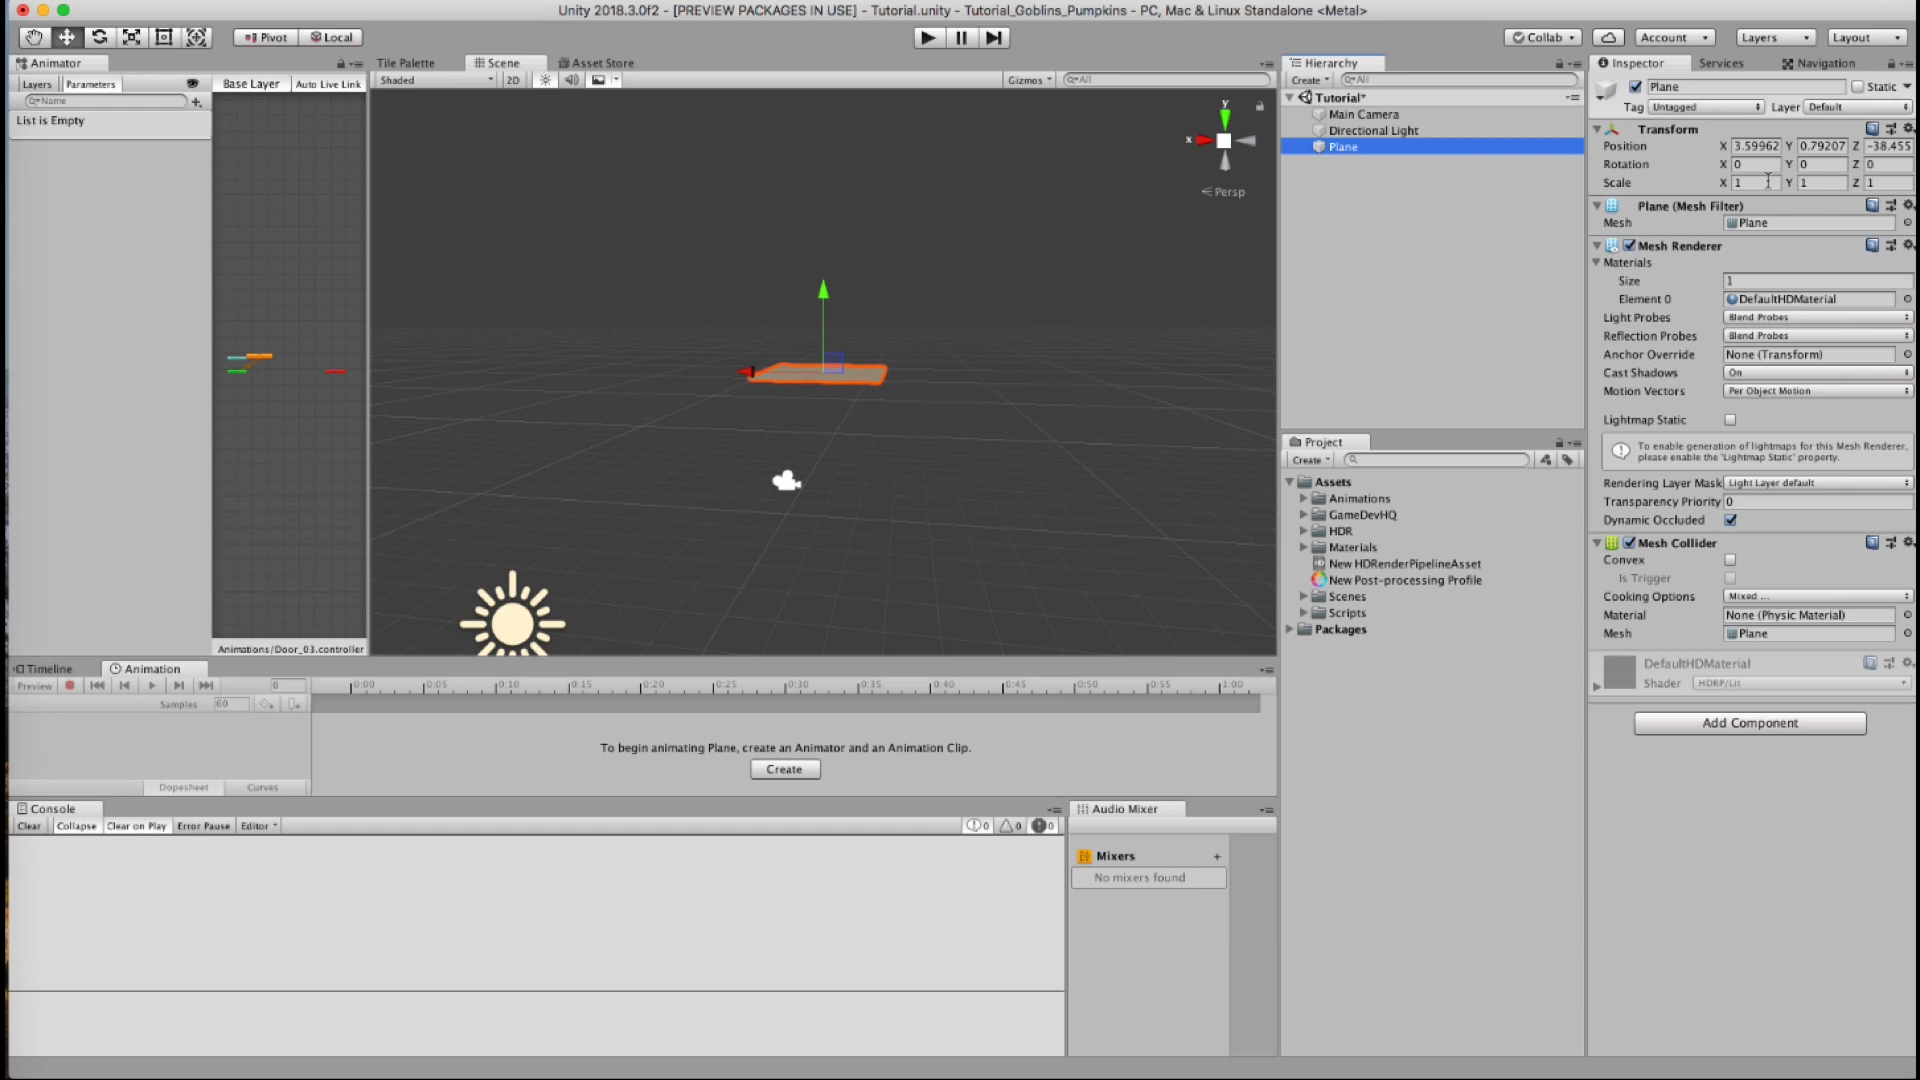 Unity 2018.3.0f2 - [PREVIEW PACKAGES IN USE] - Tutorial.unity - Tutorial_Goblins_Pumpkins - PC, Mac & Linux Standalone <Metal>
Pivot Local Collab Account Layers Layout
Animator
Layers Parameters
Name
List is Empty
Base Layer Auto Live Link
Animations/Door_03.controller
Tile Palette Scene Asset Store
Shaded 2D Gizmos All
y
x
Persp
Hierarchy
Create All
Tutorial*
Main Camera
Directional Light
Plane
Project
Create
Assets
Animations
GameDevHQ
HDR
Materials
New HDRenderPipelineAsset
New Post-processing Profile
Scenes
Scripts
Packages
Inspector Services Navigation
Plane Static
Tag Untagged Layer Default
Transform
Position X 3.59962 Y 0.79207 Z -38.455
Rotation X 0 Y 0 Z 0
Scale X 1 Y 1 Z 1
Plane (Mesh Filter)
Mesh Plane
Mesh Renderer
Materials
Size 1
Element 0 DefaultHDMaterial
Light Probes Blend Probes
Reflection Probes Blend Probes
Anchor Override None (Transform)
Cast Shadows On
Motion Vectors Per Object Motion
Lightmap Static
To enable generation of lightmaps for this Mesh Renderer, please enable the 'Lightmap Static' property.
Rendering Layer Mask Light Layer default
Transparency Priority 0
Dynamic Occluded
Mesh Collider
Convex
Is Trigger
Cooking Options Mixed ...
Material None (Physic Material)
Mesh Plane
DefaultHDMaterial
Shader HDRP/Lit
Add Component
Timeline Animation
Preview 0 0:00 0:05 0:10 0:15 0:20 0:25 0:30 0:35 0:40 0:45 0:50 0:55 1:00
Samples 60
To begin animating Plane, create an Animator and an Animation Clip.
Create
Dopesheet Curves
Console
Clear Collapse Clear on Play Error Pause Editor 0 0 0
Audio Mixer
Mixers +
No mixers found